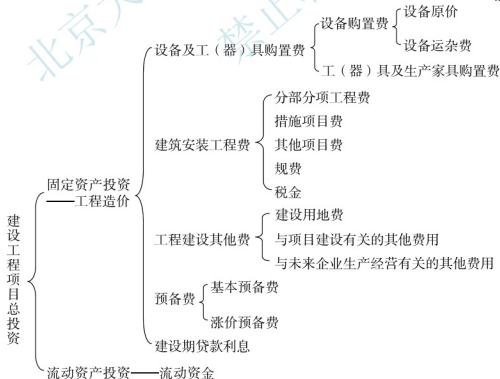 设备原价
设备购置费
设备运杂费
设备及工（器）具购置费
工（器）具及生产家具购置费
分部分项工程费
措施项目费
建筑安装工程费
其他项目费
规费
税金
固定资产投资
——工程造价
建设用地费
工程建设其他费
与项目建设有关的其他费用
与未来企业生产经营有关的其他费用
基本预备费
预备费
涨价预备费
建设期贷款利息
建设工程项目总投资
流动资产投资——流动资金
北京
禁止